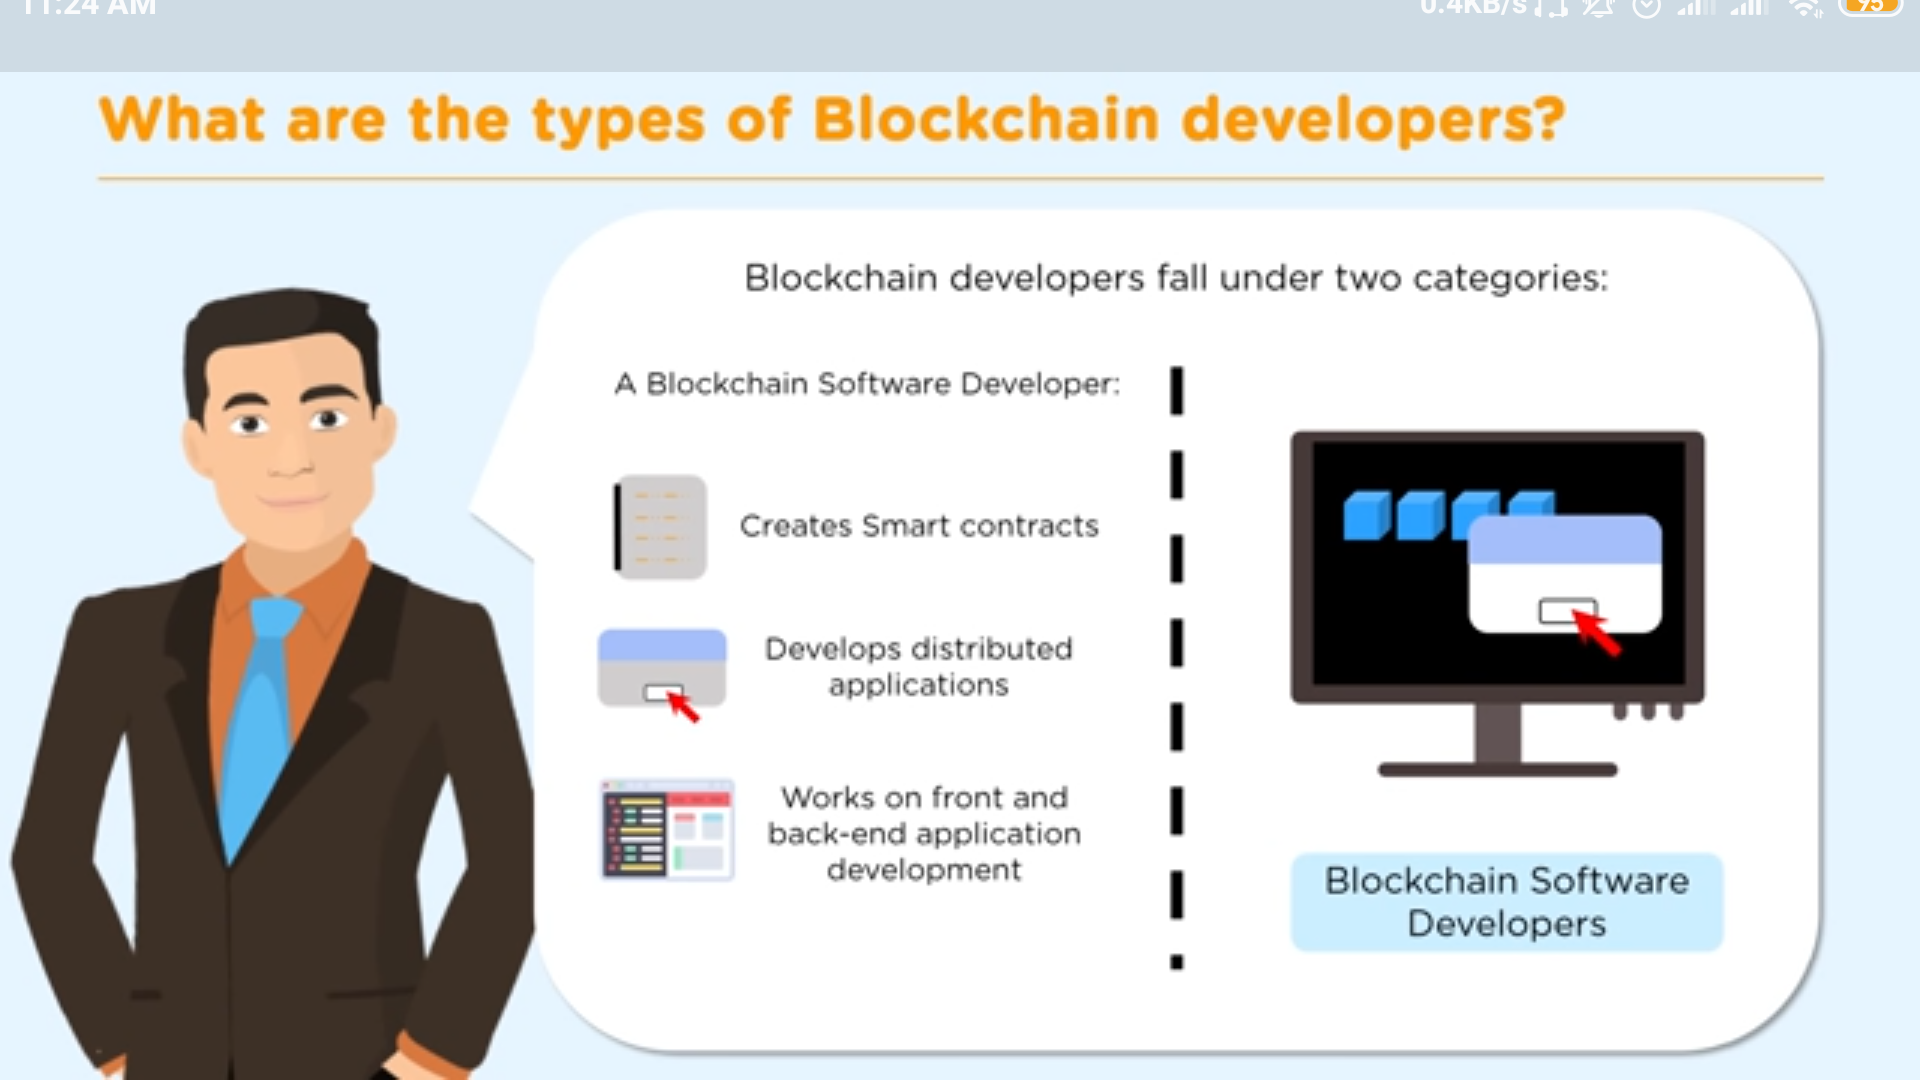 11:24 AM
0.4KB/s
95
What are the types of Blockchain developers?
Blockchain developers fall under two categories:
A Blockchain Software Developer:
Creates Smart contracts
Develops distributed
applications
Works on front and
back-end application
development
Blockchain Software
Developers